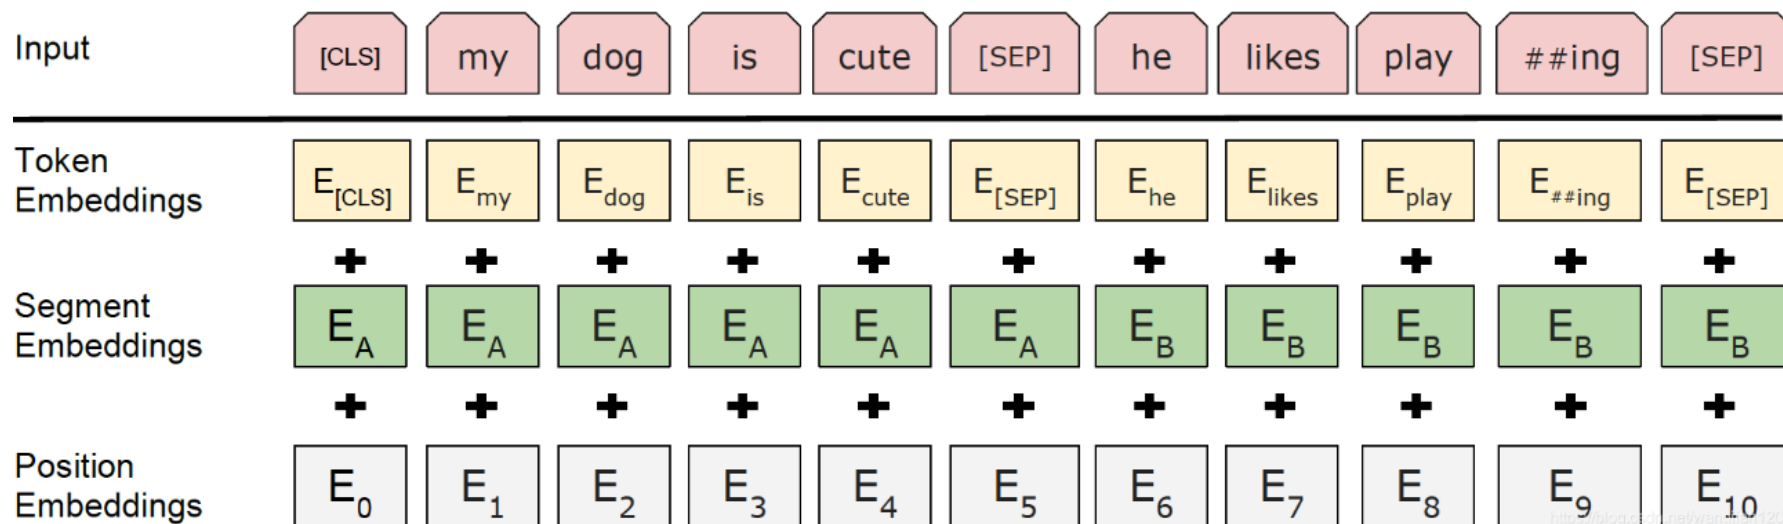 Input [CLS] my dog is cute [SEP] he likes play ##ing [SEP]
Token
Embeddings E[CLS] Emy Edog Eis Ecute E[SEP] Ehe Elikes Eplay E##ing E[SEP]
+ + + + + + + + + + +
Segment
Embeddings EA EA EA EA EA EA EB EB EB EB EB
+ + + + + + + + + + +
Position
Embeddings E0 E1 E2 E3 E4 E5 E6 E7 E8 E9 E10